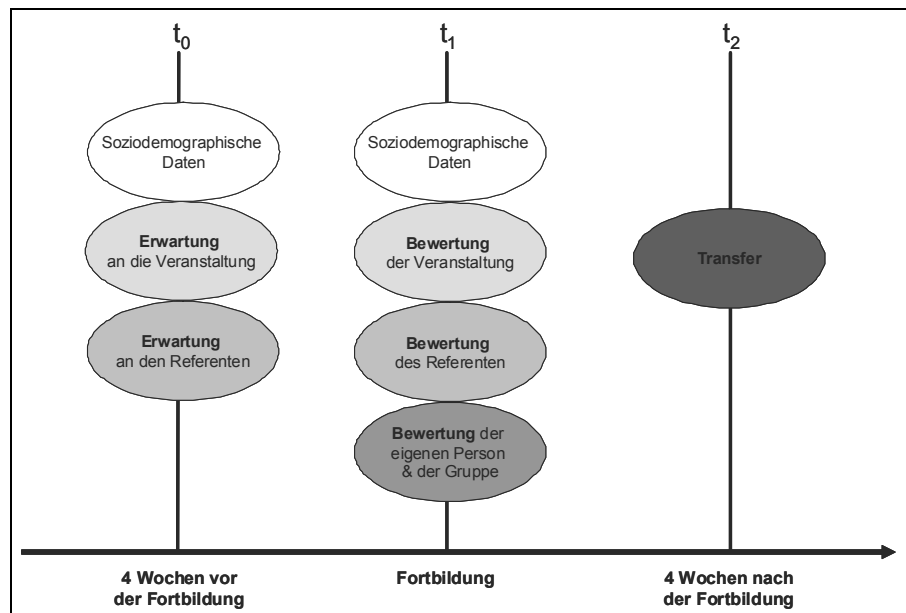 t0
t1
t2
Soziodemographische
Daten
Erwartung
an die Veranstaltung
Erwartung
an den Referenten
Soziodemographische
Daten
Bewertung
der Veranstaltung
Bewertung
des Referenten
Bewertung der
eigenen Person
& der Gruppe
Transfer
4 Wochen vor
der Fortbildung
Fortbildung
4 Wochen nach
der Fortbildung